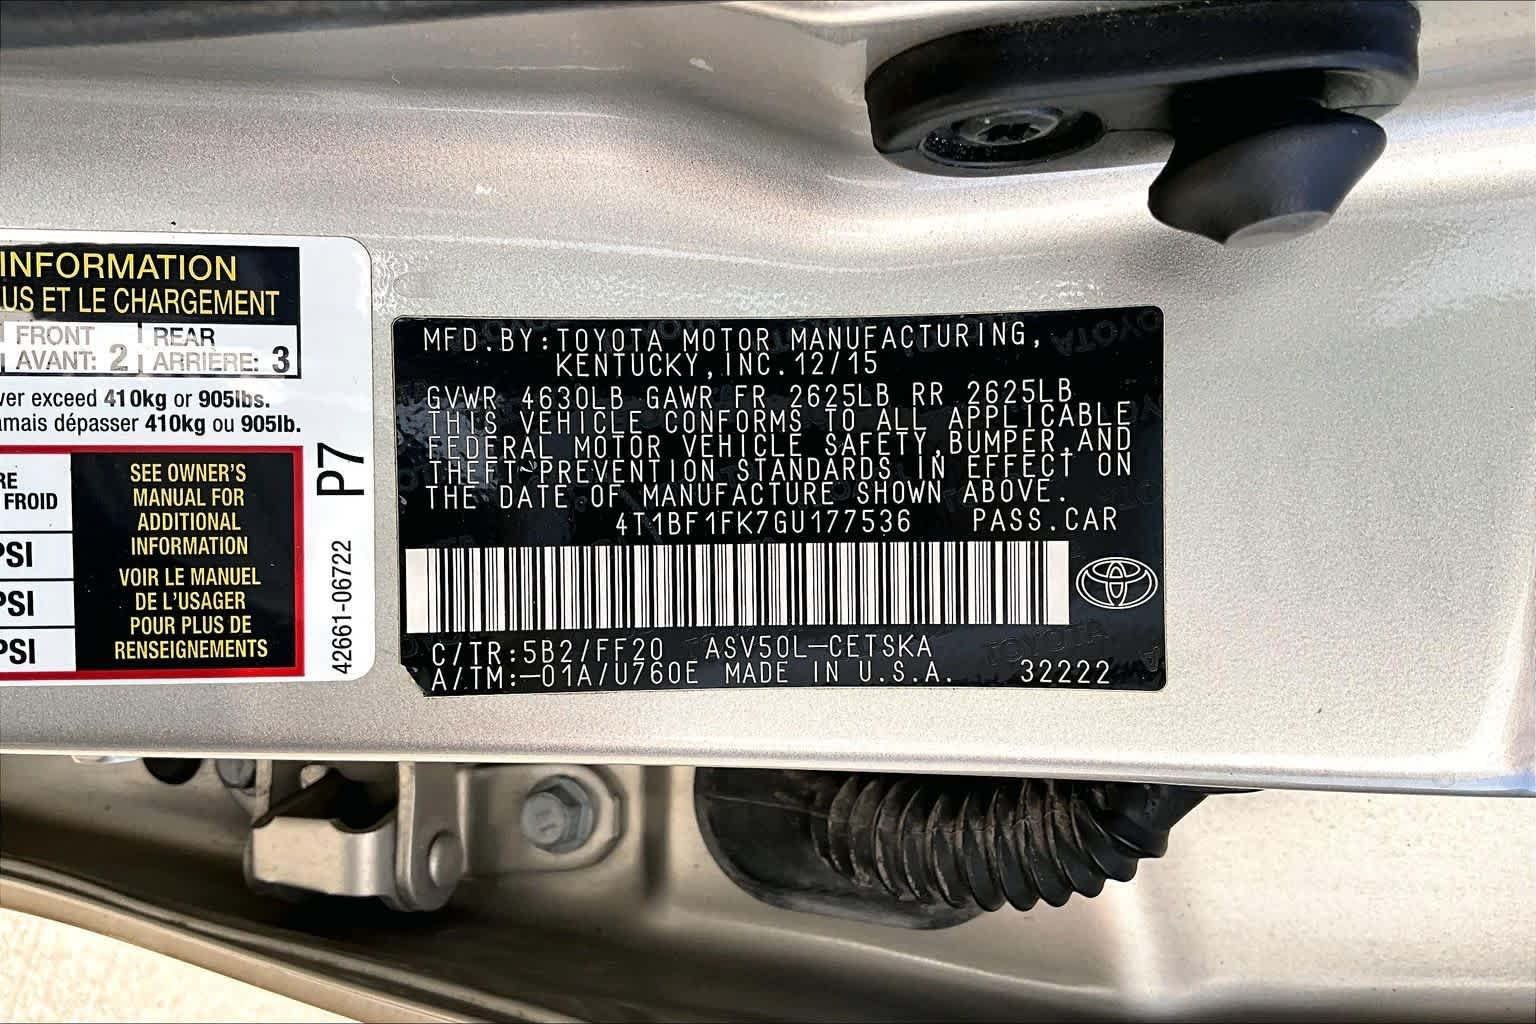 INFORMATION
US ET LE CHARGEMENT
FRONT
AVANT: 2
REAR
ARRIÈRE: 3
ver exceed 410kg or 905lbs.
amais dépasser 410kg ou 905lb.
RE
FROID
PSI
PSI
PSI
SEE OWNER'S
MANUAL FOR
ADDITIONAL
INFORMATION
VOIR LE MANUEL
DE L'USAGER
POUR PLUS DE
RENSEIGNEMENTS
P7
42661-06722
MFD.BY:TOYOTA MOTOR MANUFACTURING,
KENTUCKY,INC.12/15
GVWR 4630LB GAWR FR 2625LB RR 2625LB
THIS VEHICLE CONFORMS TO ALL APPLICABLE
FEDERAL MOTOR VEHICLE SAFETY,BUMPER,AND
THEFT-PREVENTION STANDARDS IN EFFECT ON
THE DATE OF MANUFACTURE SHOWN ABOVE.
4T1BF1FK7GU177536 PASS.CAR
C/TR:5B2/FF20 ASV50L-CETSKA
A/TM:-01A/U760E MADE IN U.S.A. 32222